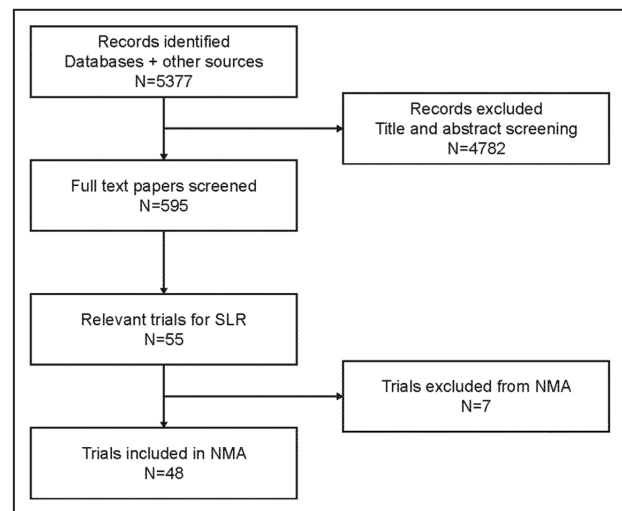 Records identified
Databases + other sources
N=5377
Records excluded
Title and abstract screening
N=4782
Full text papers screened
N=595
Relevant trials for SLR
N=55
Trials excluded from NMA
N=7
Trials included in NMA
N=48